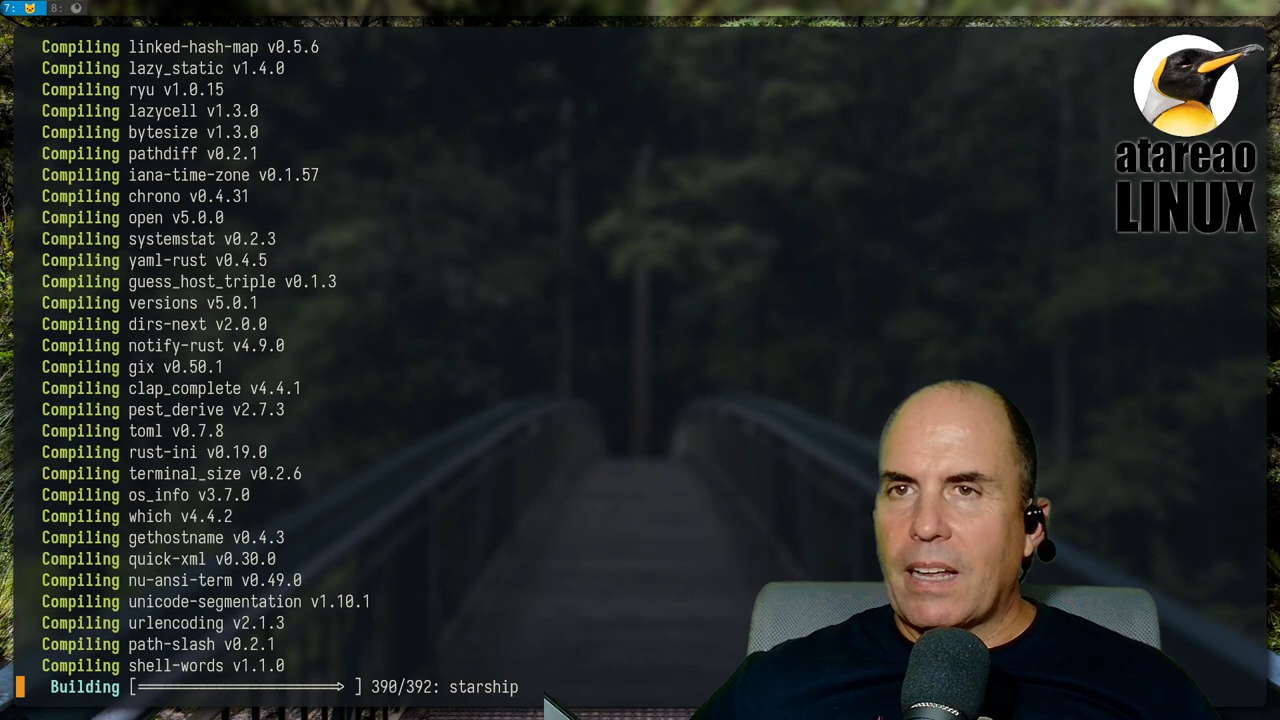 7: 8:
Compiling linked-hash-map v0.5.6
Compiling lazy_static v1.4.0
Compiling ryu v1.0.15
Compiling lazycell v1.3.0
Compiling bytesize v1.3.0
Compiling pathdiff v0.2.1
Compiling iana-time-zone v0.1.57
Compiling chrono v0.4.31
Compiling open v5.0.0
Compiling systemstat v0.2.3
Compiling yaml-rust v0.4.5
Compiling guess_host_triple v0.1.3
Compiling versions v5.0.1
Compiling dirs-next v2.0.0
Compiling notify-rust v4.9.0
Compiling gix v0.50.1
Compiling clap_complete v4.4.1
Compiling pest_derive v2.7.3
Compiling toml v0.7.8
Compiling rust-ini v0.19.0
Compiling terminal_size v0.2.6
Compiling os_info v3.7.0
Compiling which v4.4.2
Compiling gethostname v0.4.3
Compiling quick-xml v0.30.0
Compiling nu-ansi-term v0.49.0
Compiling unicode-segmentation v1.10.1
Compiling urlencoding v2.1.3
Compiling path-slash v0.2.1
Compiling shell-words v1.1.0
Building [=======================> ] 390/392: starship
atareao
LINUX